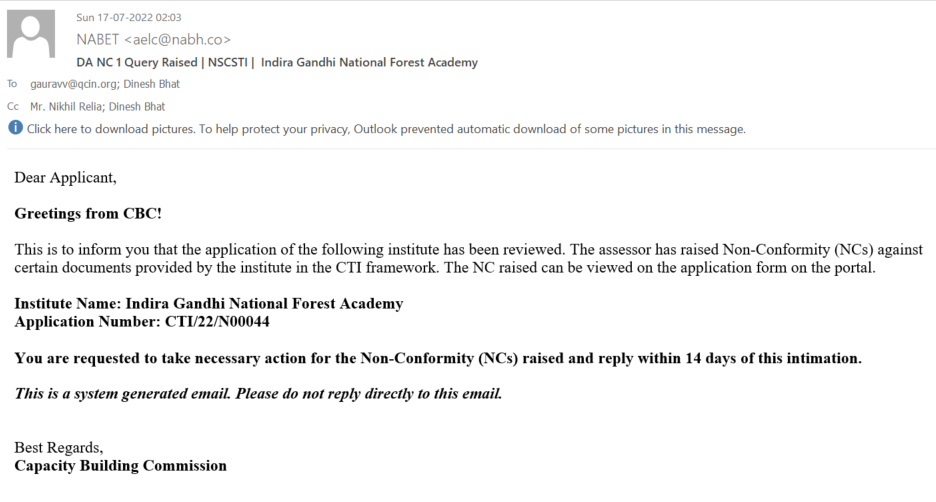 Sun 17-07-2022 02:03
NABET <aelc@nabh.co>
DA NC 1 Query Raised | NSCSTI | Indira Gandhi National Forest Academy
To gauravv@qcin.org; Dinesh Bhat
Cc Mr. Nikhil Relia; Dinesh Bhat
Click here to download pictures. To help protect your privacy, Outlook prevented automatic download of some pictures in this message.
Dear Applicant,
Greetings from CBC!
This is to inform you that the application of the following institute has been reviewed. The assessor has raised Non-Conformity (NCs) against
certain documents provided by the institute in the CTI framework. The NC raised can be viewed on the application form on the portal.
Institute Name: Indira Gandhi National Forest Academy
Application Number: CTI/22/N00044
You are requested to take necessary action for the Non-Conformity (NCs) raised and reply within 14 days of this intimation.
This is a system generated email. Please do not reply directly to this email.
Best Regards,
Capacity Building Commission